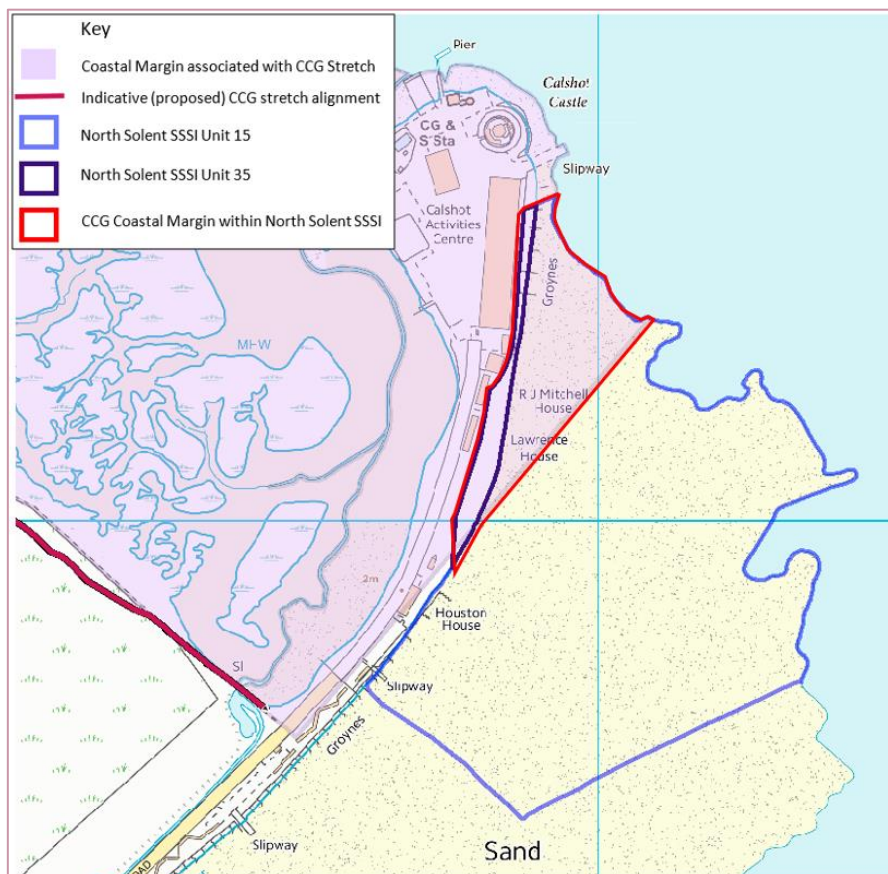 Key
Coastal Margin associated with CCG Stretch
Indicative (proposed) CCG stretch alignment
North Solent SSSI Unit 15
North Solent SSSI Unit 35
CCG Coastal Margin within North Solent SSSI
Pier
Calshot
Castle
CG &
S Sta
Slipway
Calshot
Activities
Centre
Groynes
MHW
R J Mitchell
House
Lawrence
House
2m
Houston
House
Sl
Slipway
Groynes
Slipway
Sand